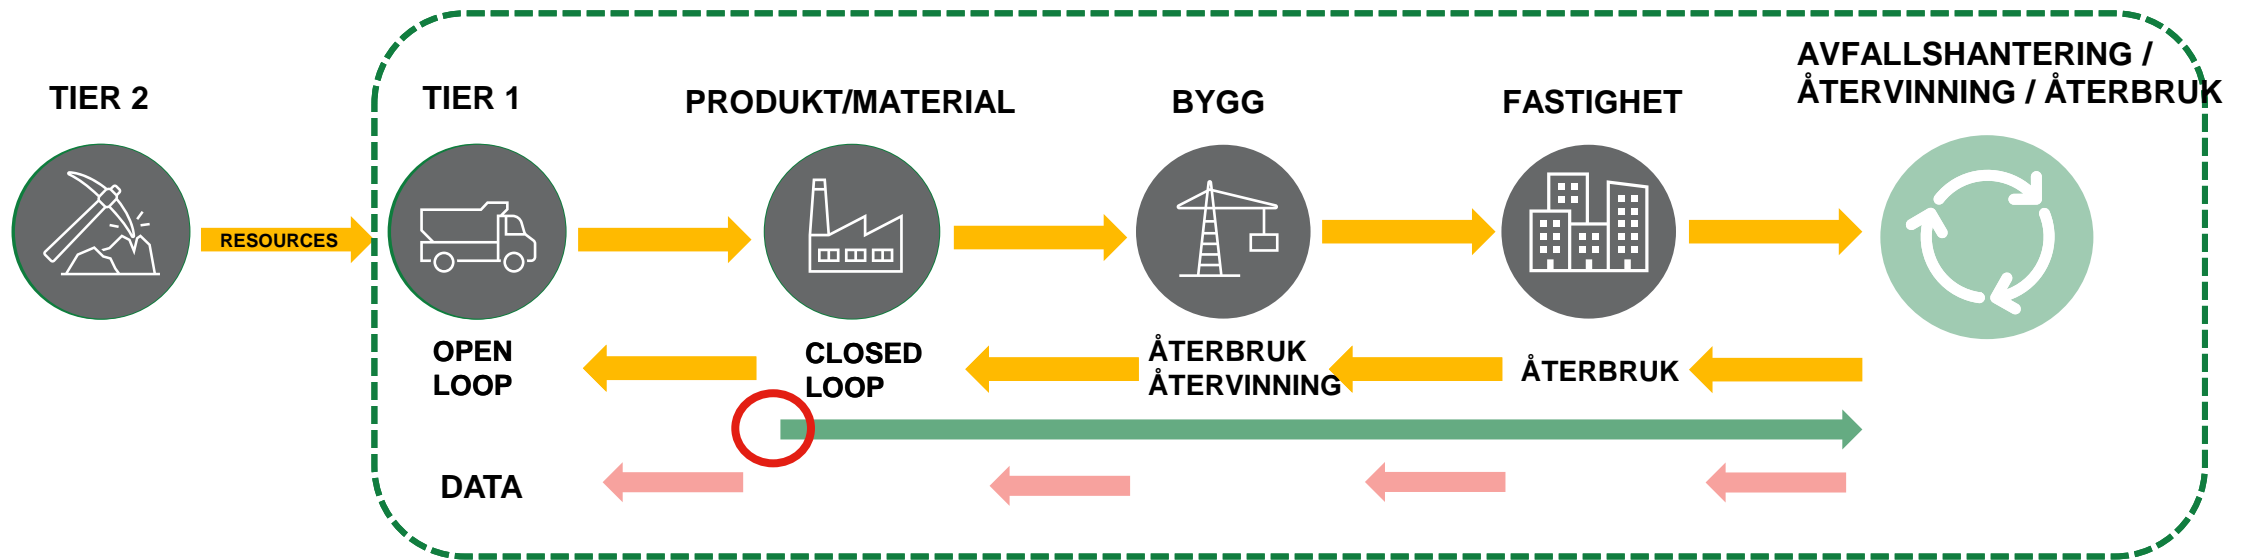 TIER 2
TIER 1
PRODUKT/MATERIAL
BYGG
FASTIGHET
AVFALLSHANTERING /
ÅTERVINNING / ÅTERBRUK
RESOURCES
OPEN
LOOP
CLOSED
LOOP
ÅTERBRUK
ÅTERVINNING
ÅTERBRUK
DATA